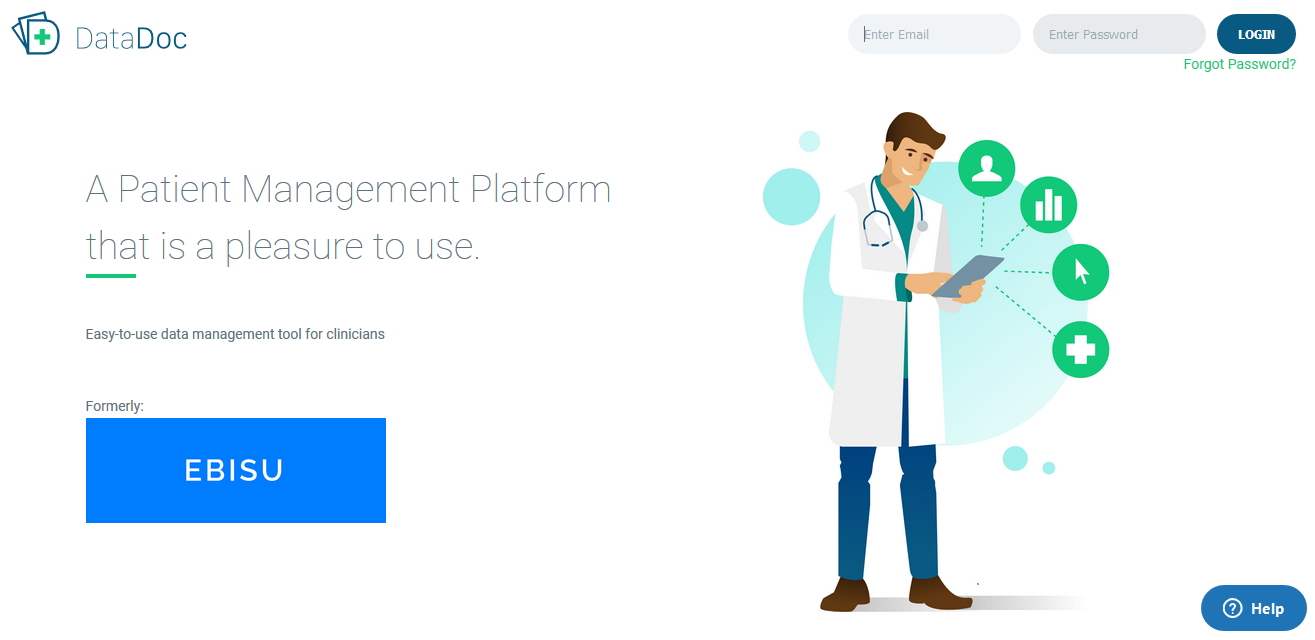 DataDoc
Enter Email
Enter Password
LOGIN
Forgot Password?
A Patient Management Platform
that is a pleasure to use.
Easy-to-use data management tool for clinicians
Formerly:
EBISU
Help